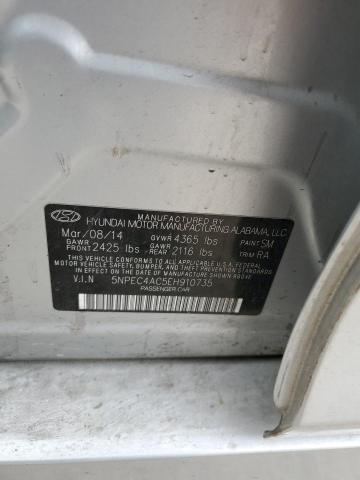 MANUFACTURED BY
HYUNDAI MOTOR MANUFACTURING ALABAMA, LLC
Mar/08/14 GVWR 4365 lbs PAINT SM
GAWR FRONT 2425 lbs GAWR REAR 2116 lbs TRIM RA
THIS VEHICLE CONFORMS TO ALL APPLICABLE U.S.A. FEDERAL
MOTOR VEHICLE SAFETY, BUMPER, AND THEFT PREVENTION
STANDARDS IN EFFECT ON THE DATE OF MANUFACTURE SHOWN ABOVE.
V.I.N 5NPEC4AC5EH910735
PASSENGER CAR